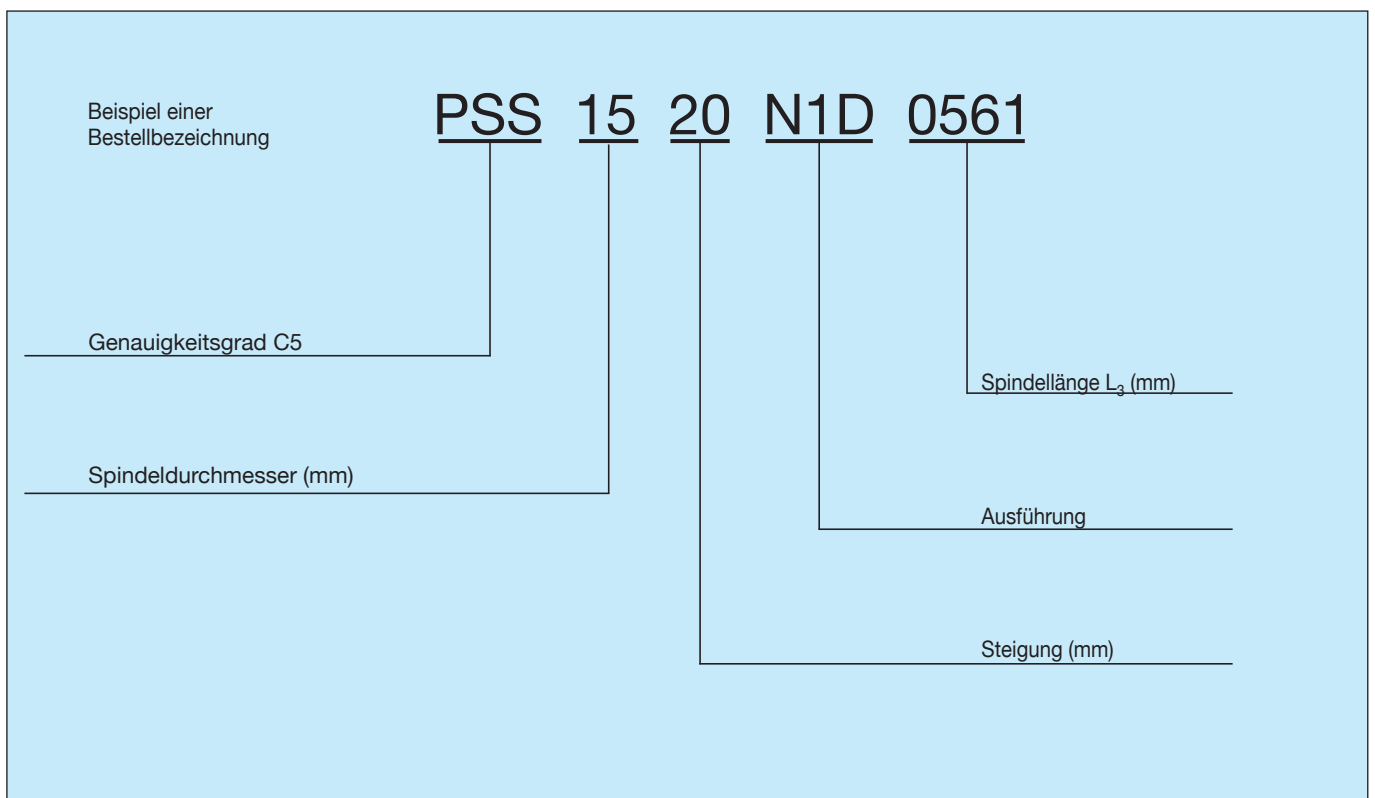 Beispiel einer
Bestellbezeichnung
PSS 15 20 N1D 0561
Genauigkeitsgrad C5
Spindellänge L₃ (mm)
Spindeldurchmesser (mm)
Ausführung
Steigung (mm)